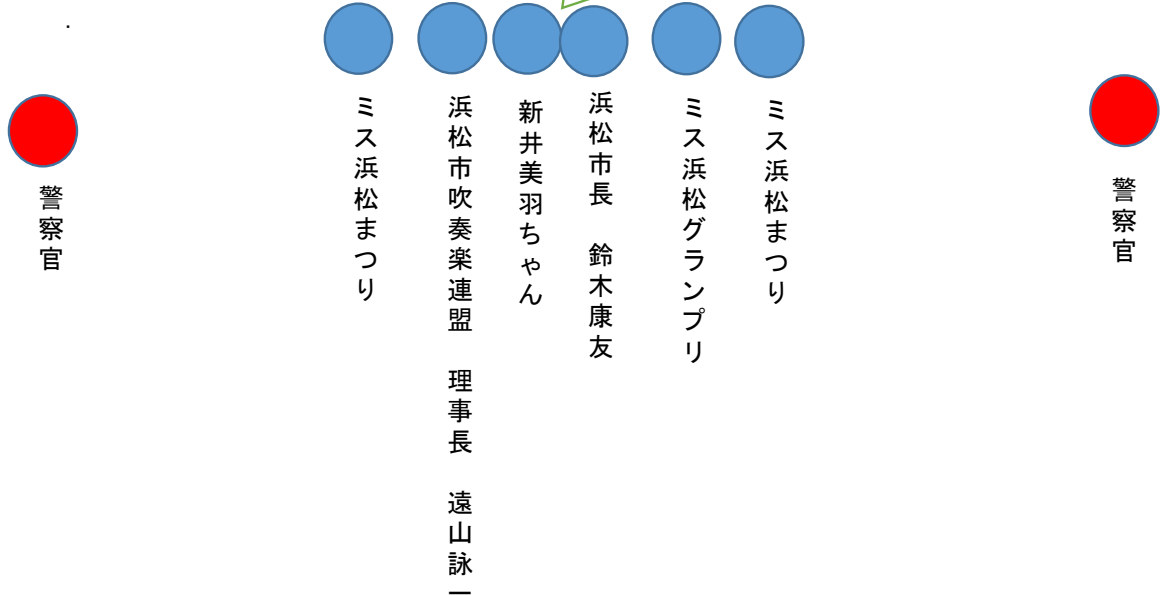 警察官
ミス浜松まつり
ミス浜松グランプリ
浜松市長　鈴木康友
新井美羽ちゃん
浜松市吹奏楽連盟　理事長　遠山詠一
ミス浜松まつり
警察官